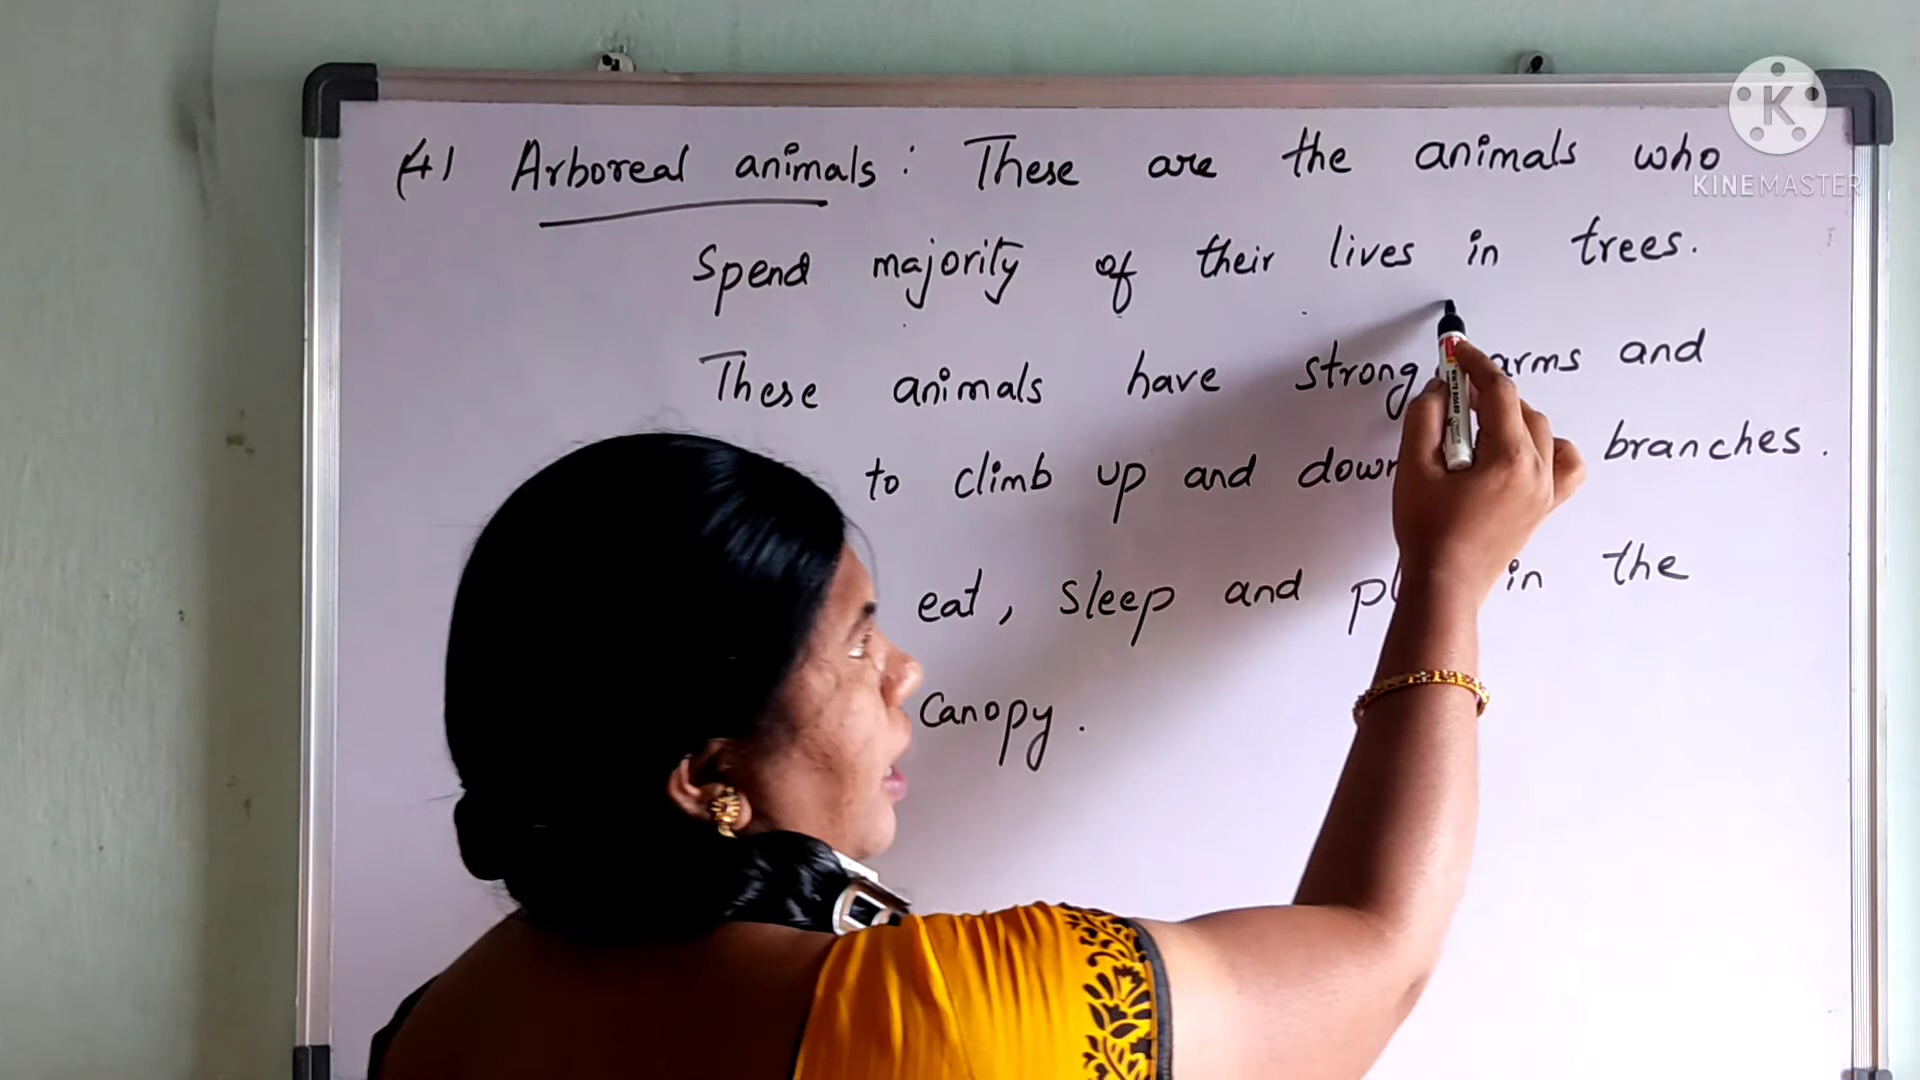 (4) Arboreal animals : These are the animals who
spend majority of their lives in trees.
These animals have strong arms and
to climb up and down branches.
eat, sleep and in the
canopy.
K
KINEMASTER